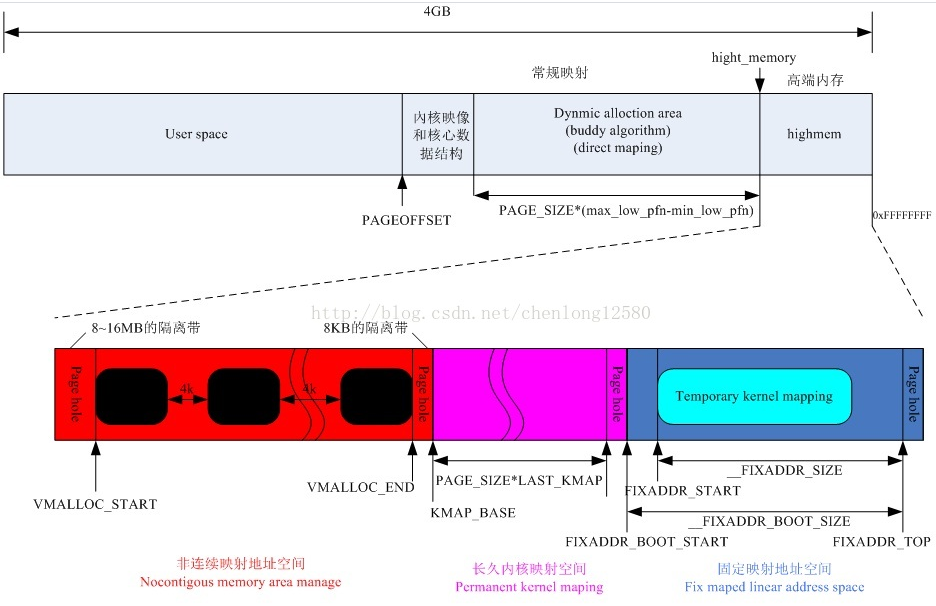 4GB
hight_memory
常规映射
高端内存
User space
内核映像
和核心数
据结构
Dynmic alloction area
(buddy algorithm)
(direct maping)
highmem
PAGEOFFSET
PAGE_SIZE*(max_low_pfn-min_low_pfn)
0xFFFFFFFF
http://blog.csdn.net/chenlong12580
8~16MB的隔离带
8KB的隔离带
Page hole
4k
4k
Page hole
Page hole
Temporary kernel mapping
Page hole
VMALLOC_START
VMALLOC_END
PAGE_SIZE*LAST_KMAP
KMAP_BASE
__FIXADDR_SIZE
FIXADDR_START
__FIXADDR_BOOT_SIZE
FIXADDR_BOOT_START
FIXADDR_TOP
非连续映射地址空间
Nocontigous memory area manage
长久内核映射空间
Permanent kernel maping
固定映射地址空间
Fix maped linear address space